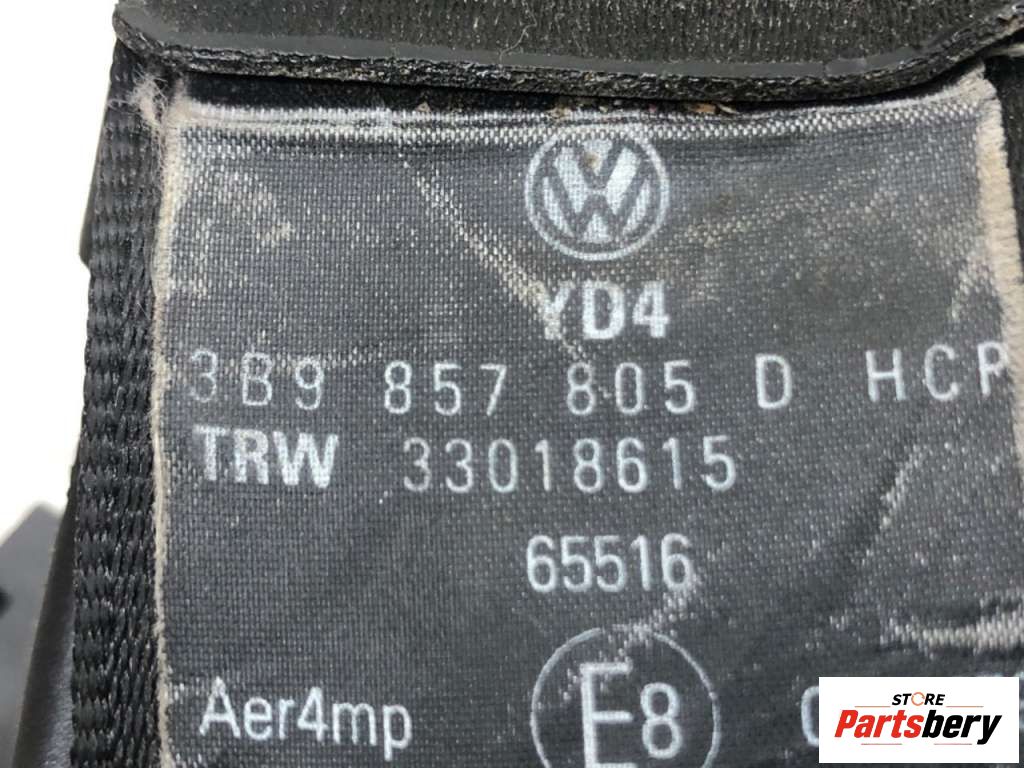 YD4
3B9 857 805 D HCP
TRW 33018615
65516
Aer4mp
E8
STORE
Partsbery